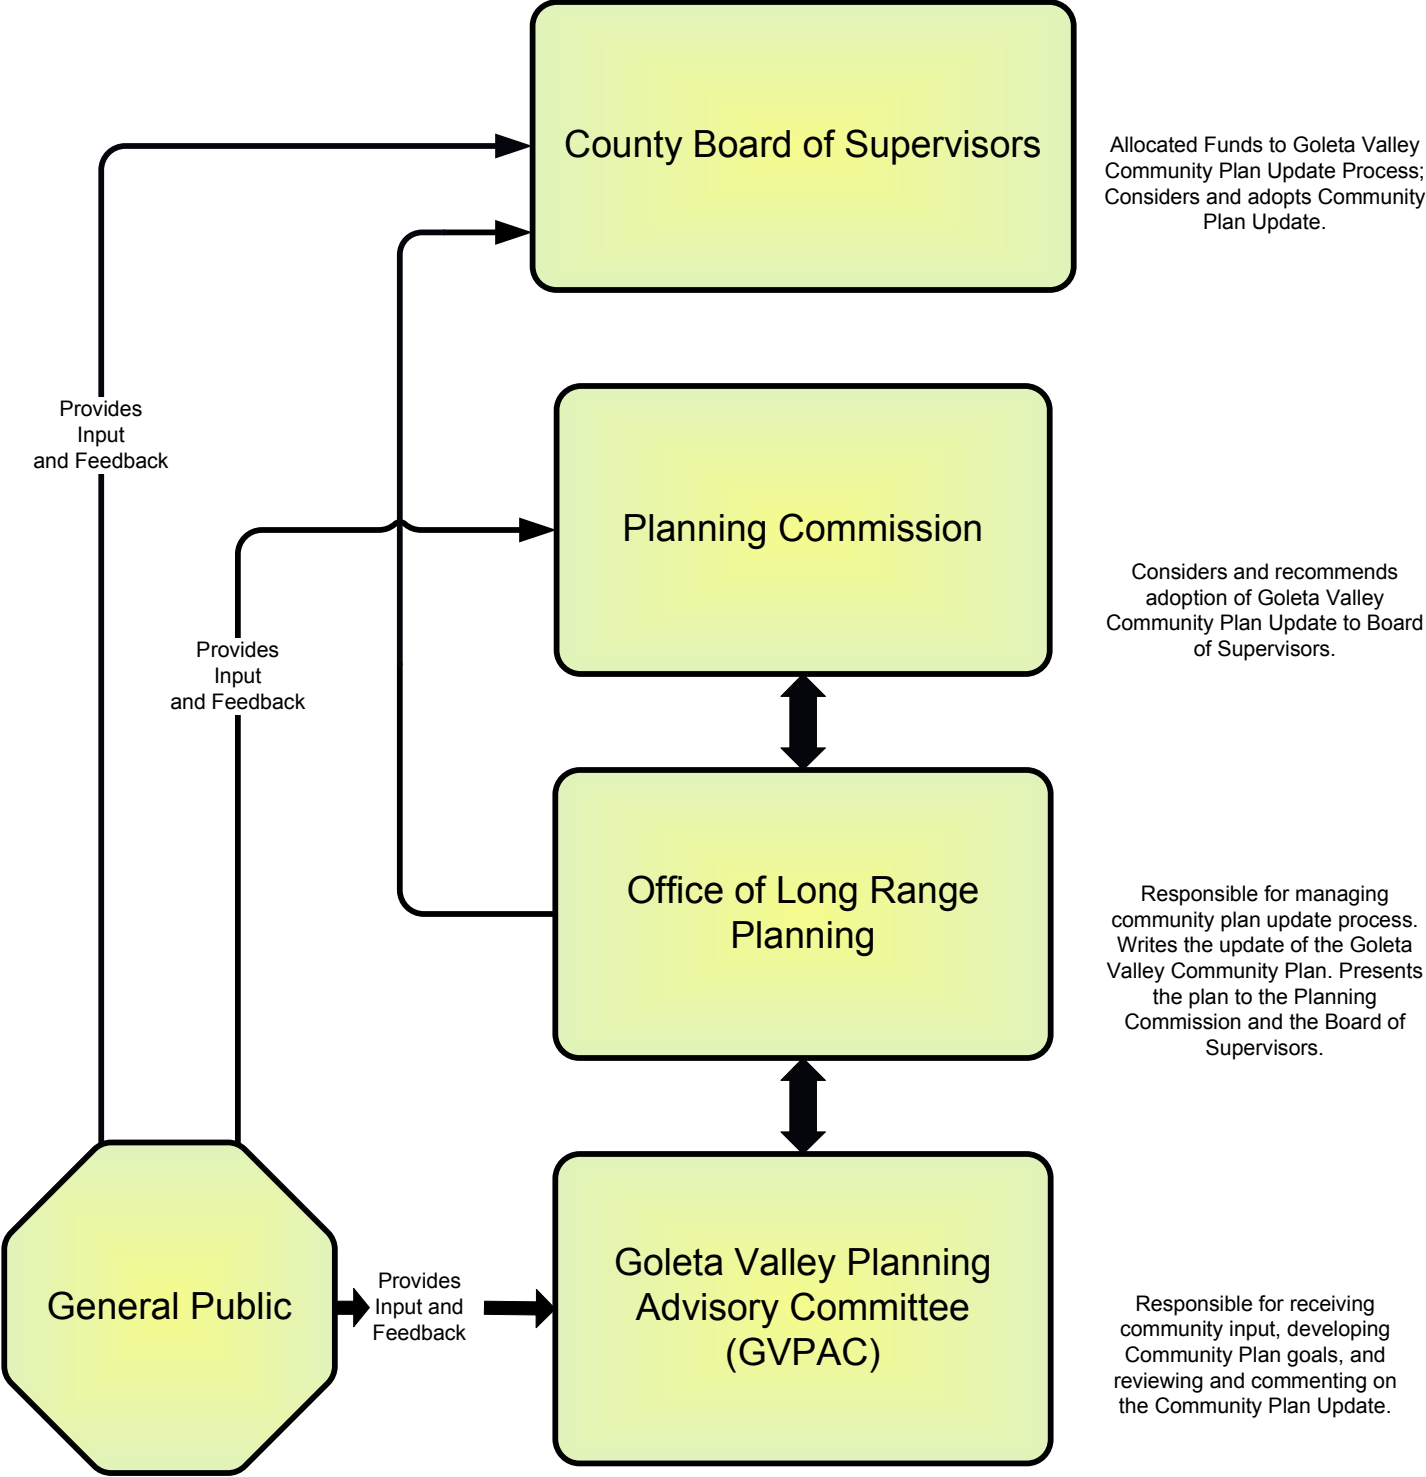 County Board of Supervisors
Allocated Funds to Goleta Valley
Community Plan Update Process;
Considers and adopts Community
Plan Update.
Provides
Input
and Feedback
Planning Commission
Considers and recommends
adoption of Goleta Valley
Community Plan Update to Board
of Supervisors.
Provides
Input
and Feedback
Office of Long Range
Planning
Responsible for managing
community plan update process.
Writes the update of the Goleta
Valley Community Plan. Presents
the plan to the Planning
Commission and the Board of
Supervisors.
General Public
Provides
Input and
Feedback
Goleta Valley Planning
Advisory Committee
(GVPAC)
Responsible for receiving
community input, developing
Community Plan goals, and
reviewing and commenting on
the Community Plan Update.